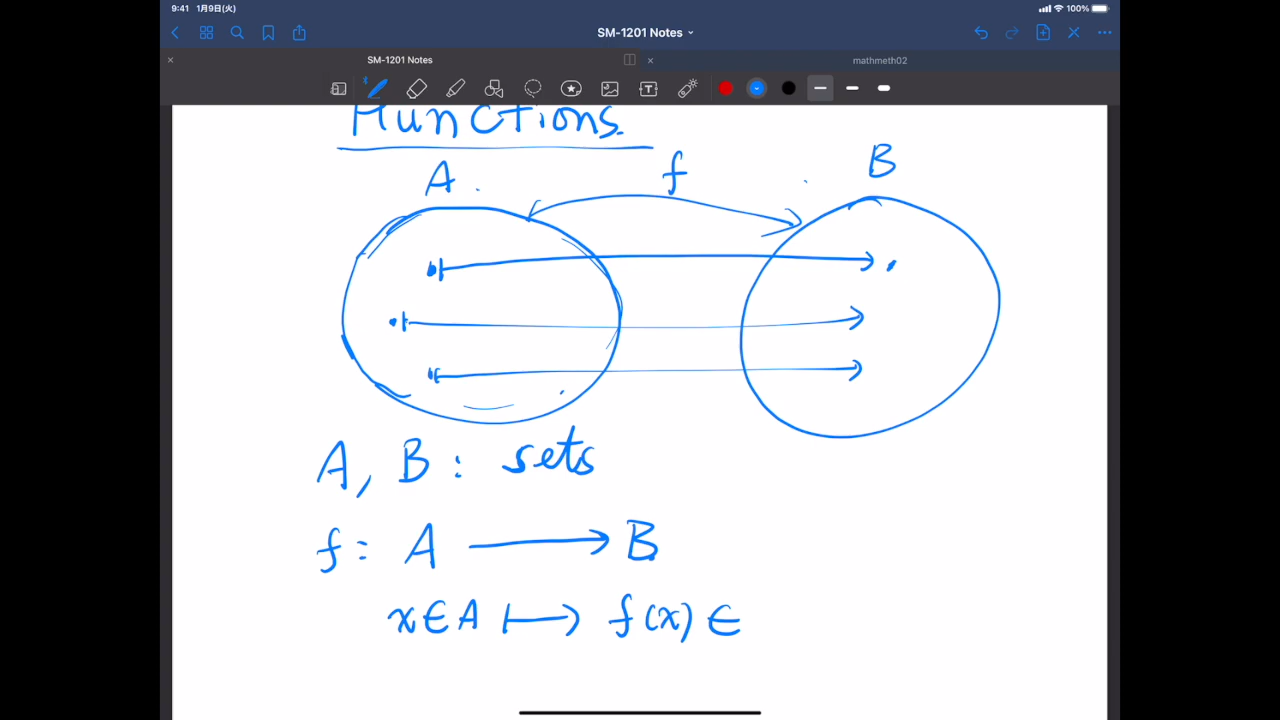 9:41 1月9日(火) 100%
SM-1201 Notes
SM-1201 Notes mathmeth02
Functions.
A f B
A, B : sets
f: A ⟶ B
x∈A ⟼ f(x) ∈